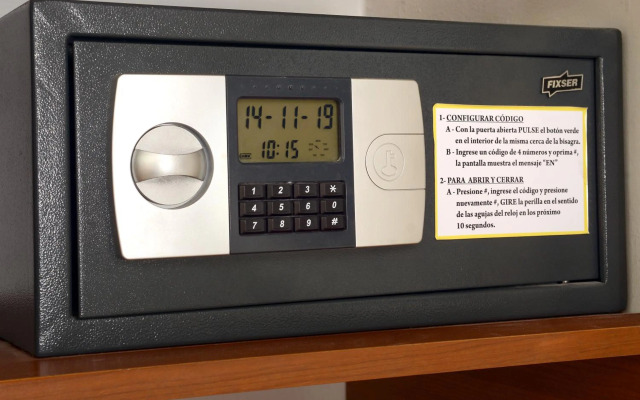 FIXSER
14-11-19
10:15
1 2 3 *
4 5 6 0
7 8 9 #
1- CONFIGURAR CÓDIGO
A - Con la puerta abierta PULSE el botón verde
en el interior de la misma cerca de la bisagra.
B - Ingrese un código de 4 números y oprima #,
la pantalla muestra el mensaje "EN"
2- PARA ABRIR Y CERRAR
A - Presione #, ingrese el código y presione
nuevamente #, GIRE la perilla en el sentido
de las agujas del reloj en los próximo
10 segundos.